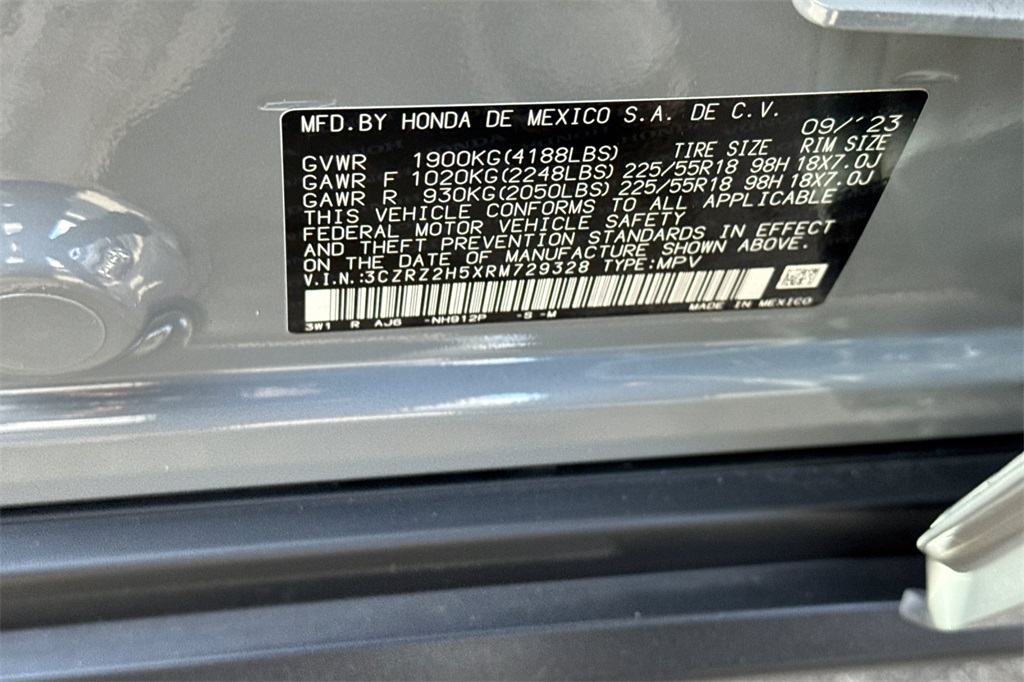 MFD.BY HONDA DE MEXICO S.A. DE C.V.
09/'23
GVWR 1900KG(4188LBS) TIRE SIZE RIM SIZE
GAWR F 1020KG(2248LBS) 225/55R18 98H 18X7.0J
GAWR R 930KG(2050LBS) 225/55R18 98H 18X7.0J
THIS VEHICLE CONFORMS TO ALL APPLICABLE
FEDERAL MOTOR VEHICLE SAFETY
AND THEFT PREVENTION STANDARDS IN EFFECT
ON THE DATE OF MANUFACTURE SHOWN ABOVE.
V.I.N.:3CZRZ2H5XRM729328 TYPE:MPV
MADE IN MEXICO
3W1 R AJ6 -NH912P -S -M